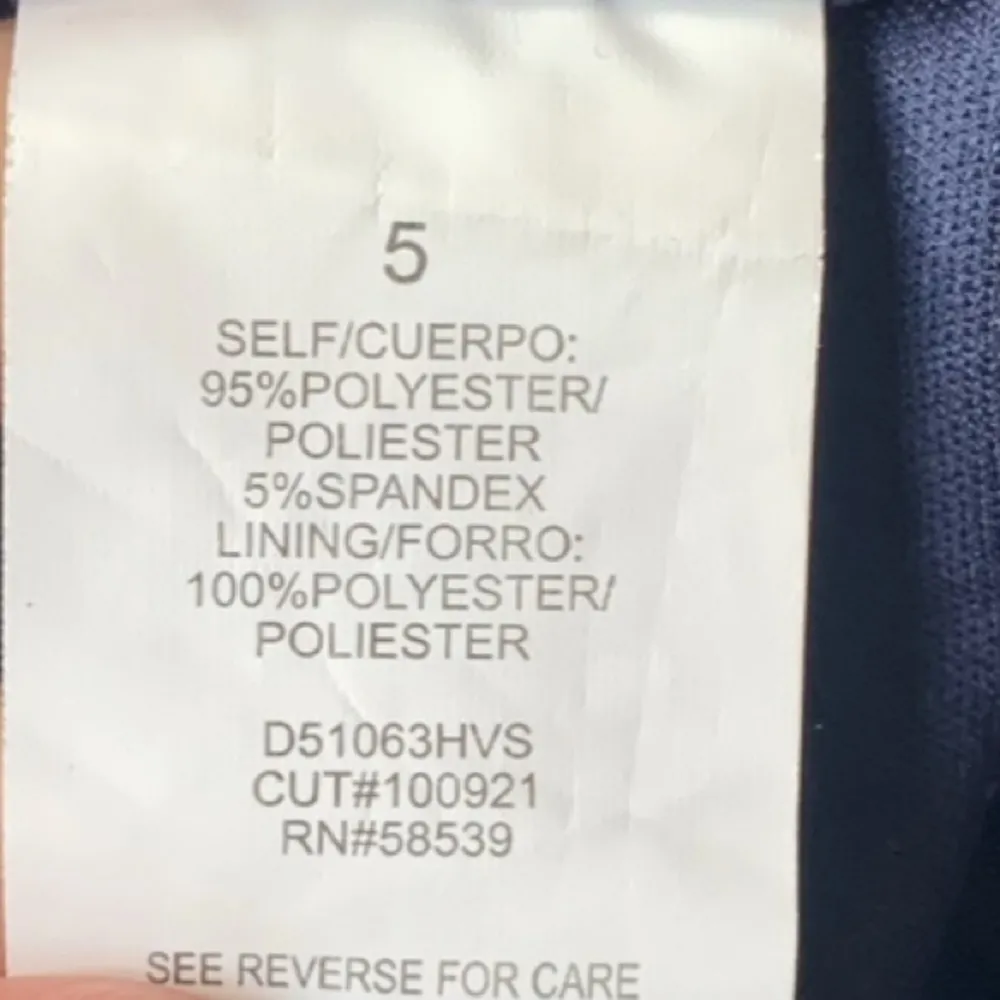 5
SELF/CUERPO:
95%POLYESTER/
POLIESTER
5%SPANDEX
LINING/FORRO:
100%POLYESTER/
POLIESTER
D51063HVS
CUT#100921
RN#58539
SEE REVERSE FOR CARE